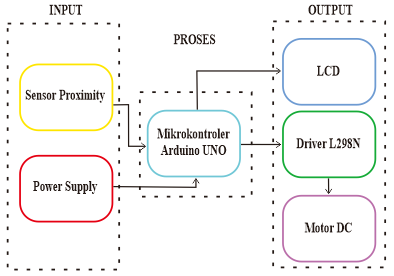 INPUT
PROSES
OUTPUT
Sensor Proximity
Power Supply
Mikrokontroler
Arduino UNO
LCD
Driver L298N
Motor DC